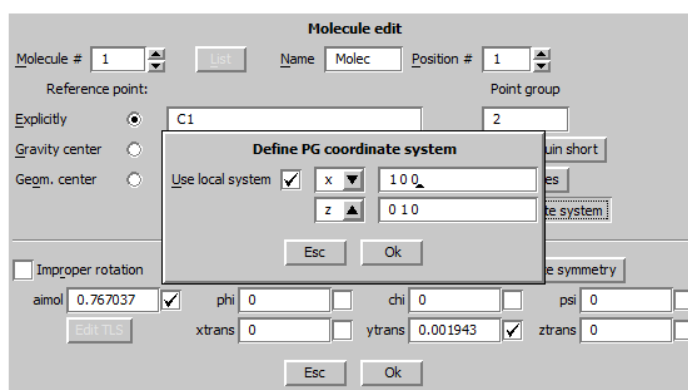 Molecule edit
Molecule # 1 List Name Molec Position # 1
Reference point: Point group
Explicitly C1 2
Gravity center Define PG coordinate system uin short
Geom. center Use local system x 1 0 0 es
z 0 1 0 te system
Esc Ok
Improper rotation e symmetry
aimol 0.767037 phi 0 chi 0 psi 0
Edit TLS xtrans 0 ytrans 0.001943 ztrans 0
Esc Ok